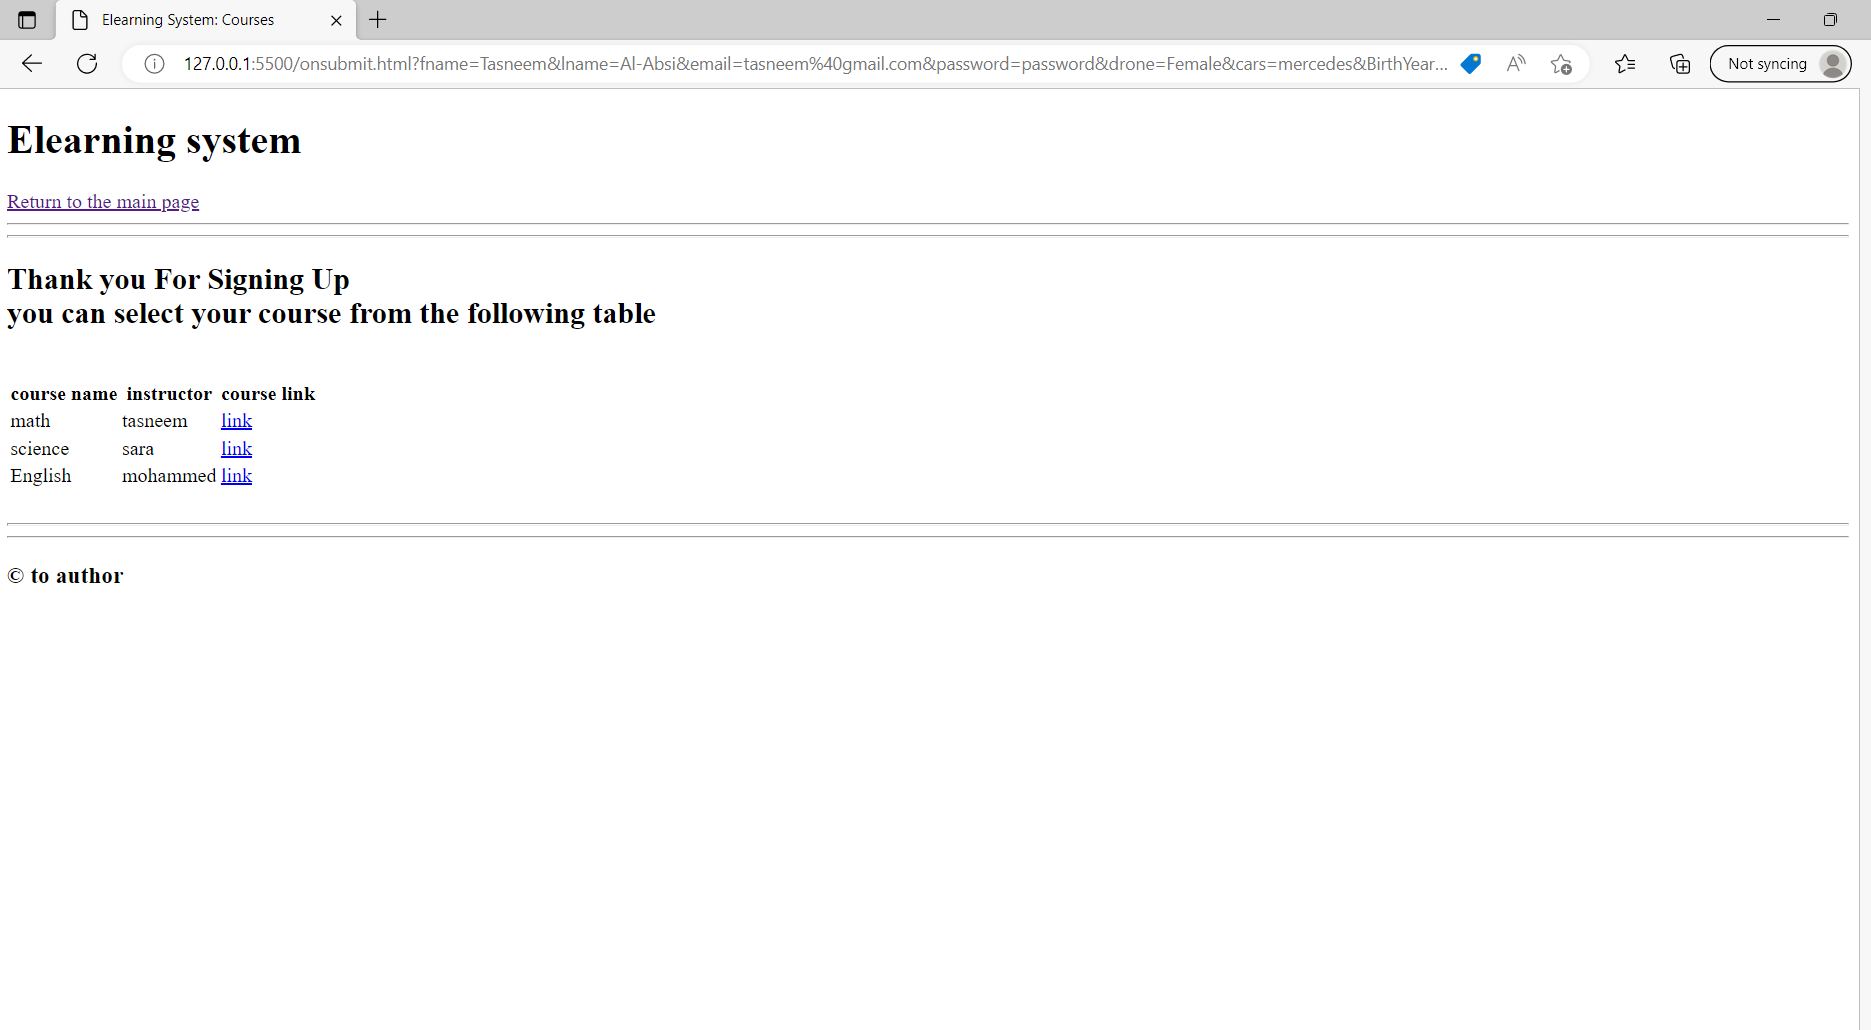 Elearning System: Courses
127.0.0.1:5500/onsubmit.html?fname=Tasneem&lname=Al-Absi&email=tasneem%40gmail.com&password=password&drone=Female&cars=mercedes&BirthYear...
Not syncing
Elearning system
Return to the main page
Thank you For Signing Up
you can select your course from the following table
course name instructor course link
math tasneem link
science sara link
English mohammed link
© to author